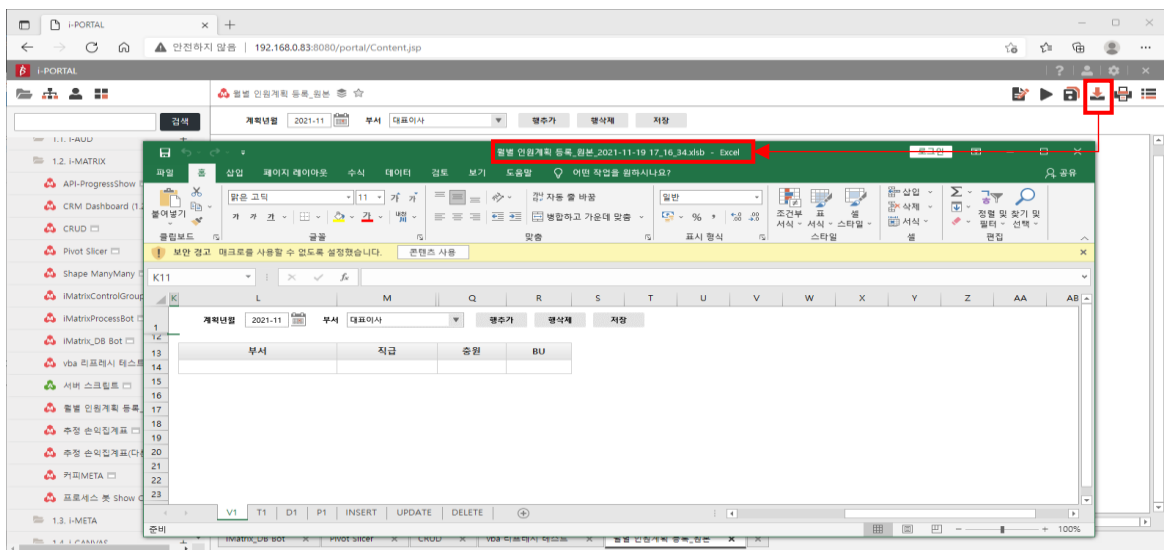 i-PORTAL
안전하지 않음 | 192.168.0.83:8080/portal/Content.jsp
i-PORTAL
월별 인원계획 등록_원본
검색
계획년월 2021-11 부서 대표이사 행추가 행삭제 저장
1.1. i-AUD
1.2. i-MATRIX
API-ProgressShow
CRM Dashboard (1.2
CRUD
Pivot Slicer
Shape ManyMany
iMatrixControlGroup
iMatrixProcessBot
iMatrix_DB Bot
vba 리프레시 테스트
서버 스크립트
월별 인원계획 등록_
추정 손익집계표
추정 손익집계표(다
커피META
프로세스 봇 Show
1.3. i-META
1.4. i-CANVAS
월별 인원계획 등록_원본_2021-11-19 17_16_34.xlsb - Excel
로그인
파일 홈 삽입 페이지 레이아웃 수식 데이터 검토 보기 도움말 어떤 작업을 원하시나요? 공유
붙여넣기
맑은 고딕 11 가 가
가 가 가
자동 줄 바꿈
병합하고 가운데 맞춤
일반
조건부 서식 표 서식 셀 스타일
삽입
삭제
서식
정렬 및 필터 찾기 및 선택
클립보드 글꼴 맞춤 표시 형식 스타일 셀 편집
보안 경고 매크로를 사용할 수 없도록 설정했습니다. 콘텐츠 사용
K11 fx
K L M Q R S T U V W X Y Z AA AB
1 계획년월 2021-11 부서 대표이사 행추가 행삭제 저장
12
13 부서 직급 충원 BU
14
15
16
17
18
19
20
21
22
23
V1 T1 D1 P1 INSERT UPDATE DELETE
준비 100%
iMatrix_DB Bot Pivot Slicer CRUD vba 리프레시 테스트 월별 인원계획 등록_원본